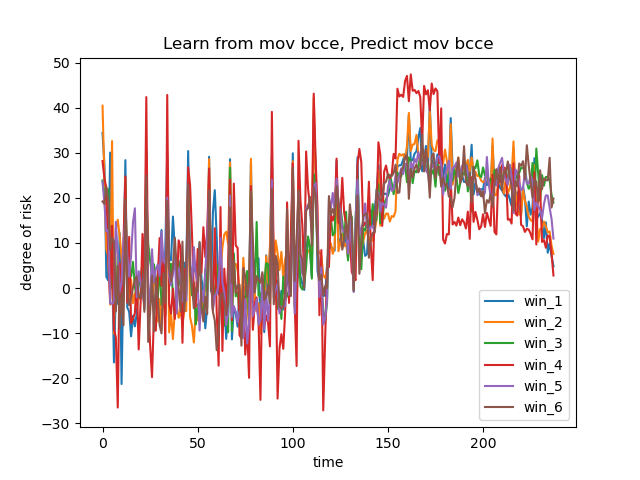 Learn from mov bcce, Predict mov bcce
50
40
30
20
10
0
−10
−20
−30
degree of risk
0
50
100
150
200
time
win_1
win_2
win_3
win_4
win_5
win_6